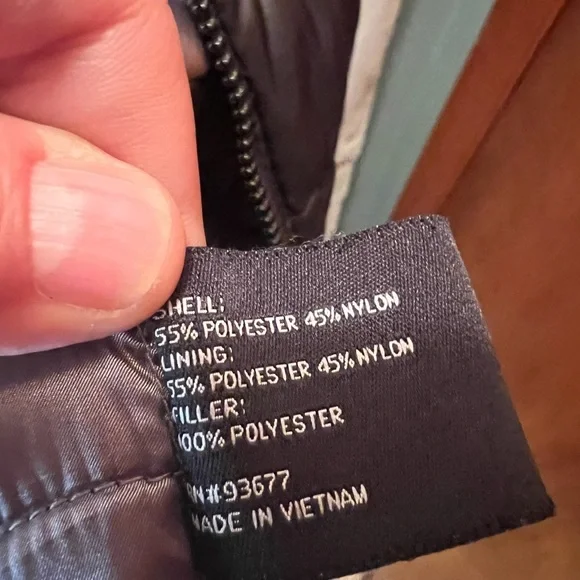 SHELL:
55% POLYESTER 45% NYLON
LINING:
55% POLYESTER 45% NYLON
FILLER:
100% POLYESTER
RN#93677
MADE IN VIETNAM